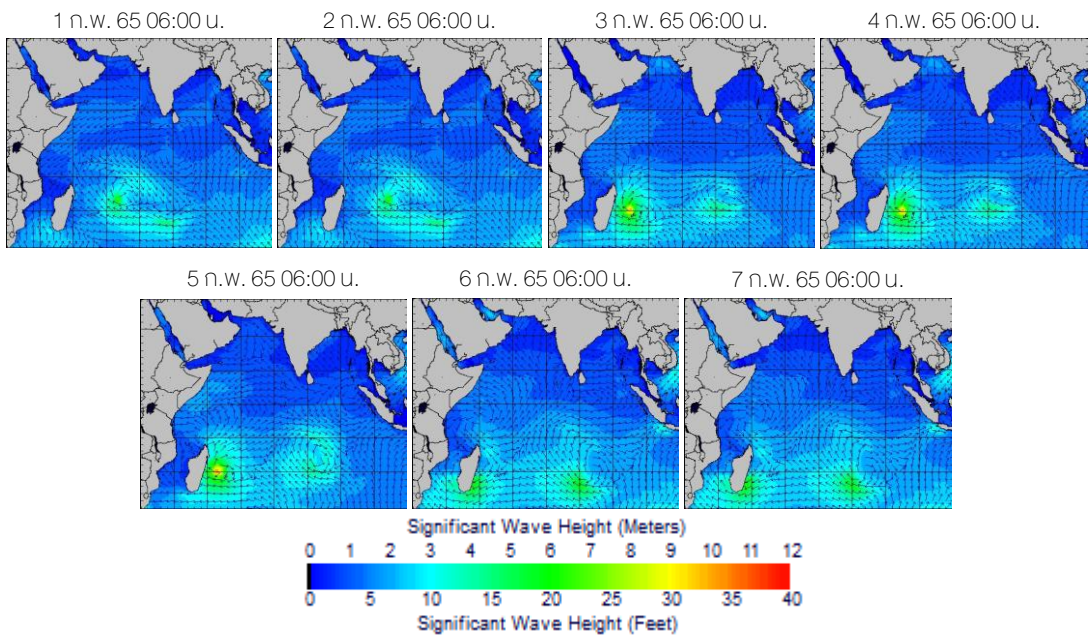 1 ก.พ. 65 06:00 น.
2 ก.พ. 65 06:00 น.
3 ก.พ. 65 06:00 น.
4 ก.พ. 65 06:00 น.
5 ก.พ. 65 06:00 น.
6 ก.พ. 65 06:00 น.
7 ก.พ. 65 06:00 น.
Significant Wave Height (Meters)
0 1 2 3 4 5 6 7 8 9 10 11 12
0 5 10 15 20 25 30 35 40
Significant Wave Height (Feet)